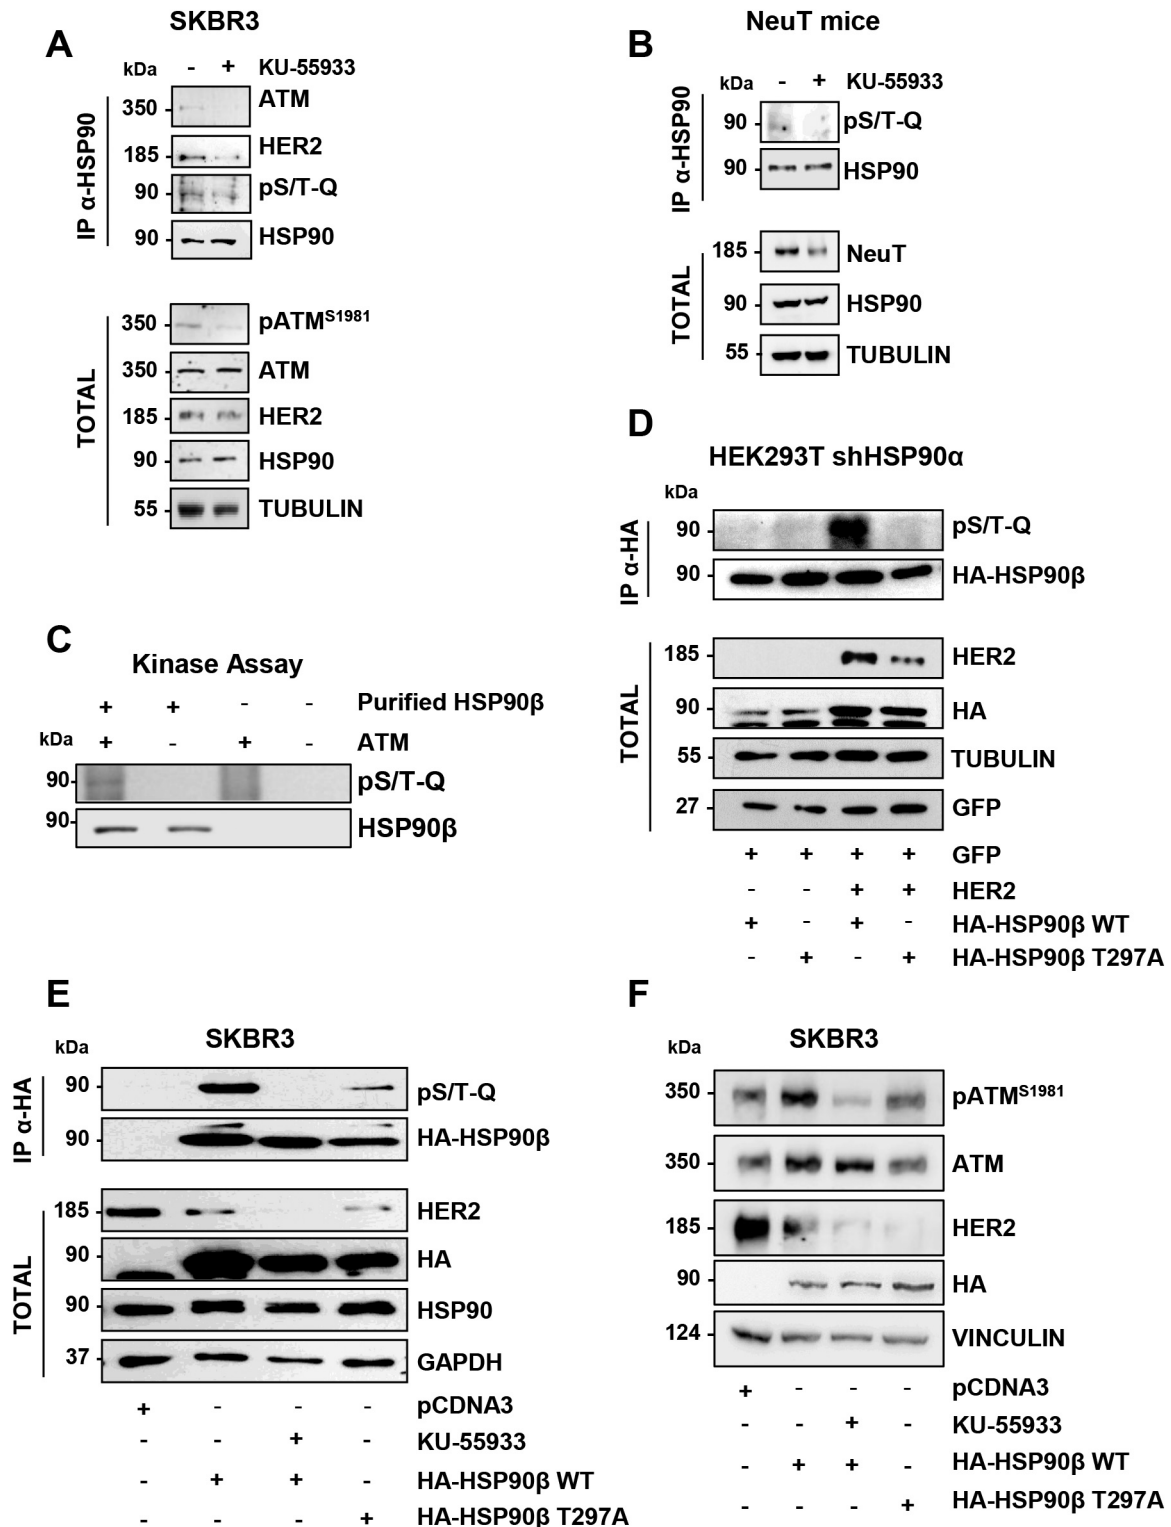 A
SKBR3
kDa - + KU-55933
IP α-HSP90
350 ATM
185 HER2
90 pS/T-Q
90 HSP90
TOTAL
350 pATMS1981
350 ATM
185 HER2
90 HSP90
55 TUBULIN
B
NeuT mice
kDa - + KU-55933
IP α-HSP90
90 pS/T-Q
90 HSP90
TOTAL
185 NeuT
90 HSP90
55 TUBULIN
C
Kinase Assay
+ + - - Purified HSP90β
kDa + - + - ATM
90 pS/T-Q
90 HSP90β
D
HEK293T shHSP90α
kDa
IP α-HA
90 pS/T-Q
90 HA-HSP90β
TOTAL
185 HER2
90 HA
55 TUBULIN
27 GFP
+ + + + GFP
- - + + HER2
+ - + - HA-HSP90β WT
- + - + HA-HSP90β T297A
E
SKBR3
kDa
IP α-HA
90 pS/T-Q
90 HA-HSP90β
TOTAL
185 HER2
90 HA
90 HSP90
37 GAPDH
+ - - - pCDNA3
- - + - KU-55933
- + + - HA-HSP90β WT
- - - + HA-HSP90β T297A
F
SKBR3
kDa
350 pATMS1981
350 ATM
185 HER2
90 HA
124 VINCULIN
+ - - - pCDNA3
- - + - KU-55933
- + + - HA-HSP90β WT
- - - + HA-HSP90β T297A